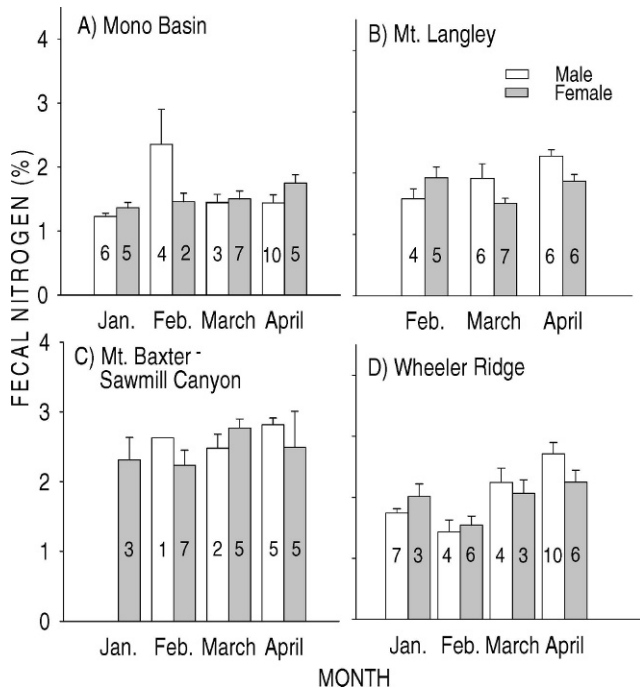 A) Mono Basin
B) Mt. Langley
Male
Female
4
3
2
1
0
6 5 4 2 3 7 10 5
4 5 6 7 6 6
Jan. Feb. March April
Feb. March April
FECAL NITROGEN (%)
C) Mt. Baxter -
Sawmill Canyon
D) Wheeler Ridge
3
2
1
0
3 1 7 2 5 5 5
7 3 4 6 4 3 10 6
Jan. Feb. March April
Jan. Feb. March April
MONTH